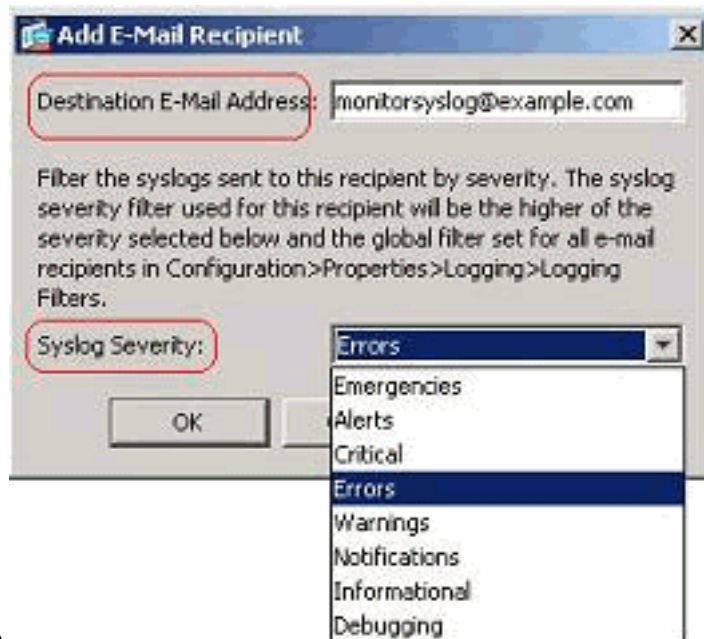 Add E-Mail Recipient
Destination E-Mail Address: monitorsyslog@example.com
Filter the syslogs sent to this recipient by severity. The syslog
severity filter used for this recipient will be the higher of the
severity selected below and the global filter set for all e-mail
recipients in Configuration>Properties>Logging>Logging
Filters.
Syslog Severity: Errors
OK
Emergencies
Alerts
Critical
Errors
Warnings
Notifications
Informational
Debugging